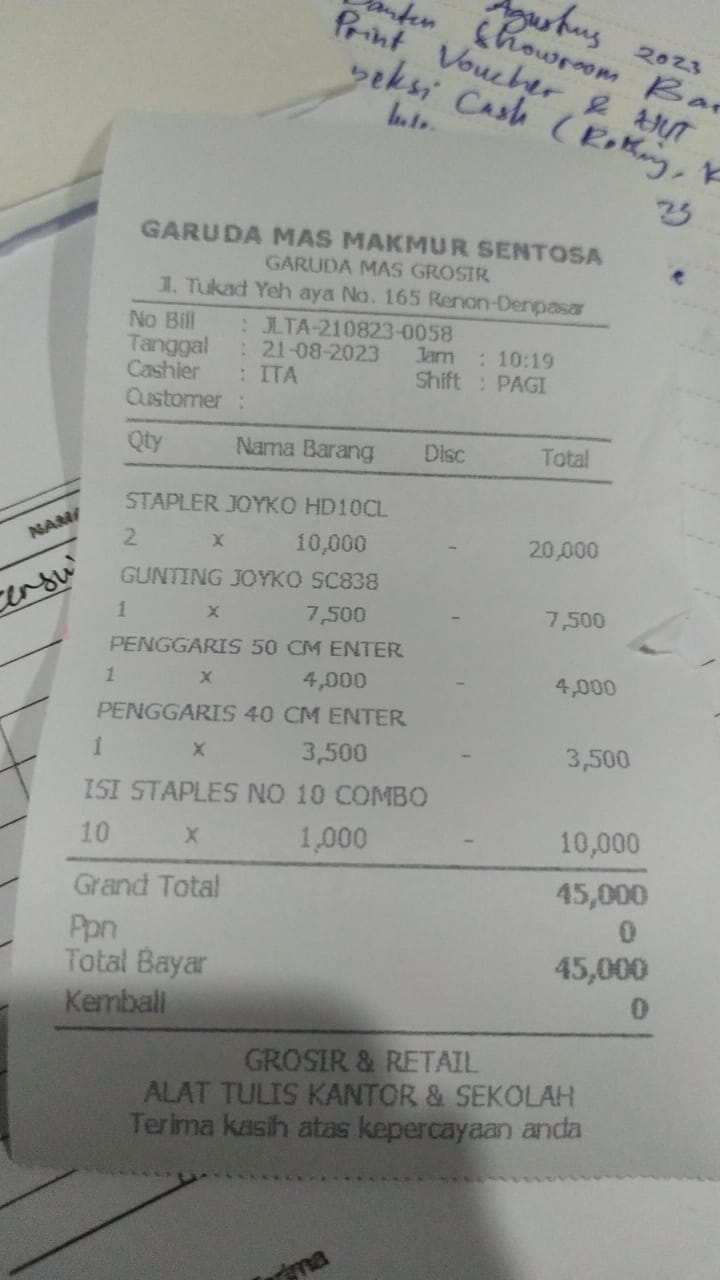 Agustus 2023
Showroom Bar
Print Voucher &
Cash (
GARUDA MAS MAKMUR SENTOSA
GARUDA MAS GROSIR
Jl. Tukad Yeh aya No. 165 Renon-Denpasar
No Bill : JLTA-210823-0058
Tanggal : 21-08-2023 Jam : 10:19
Cashier : ITA Shift : PAGI
Customer :
Qty Nama Barang Disc Total
STAPLER JOYKO HD10CL
2 x 10,000 - 20,000
GUNTING JOYKO SC838
1 x 7,500 - 7,500
PENGGARIS 50 CM ENTER
1 x 4,000 - 4,000
PENGGARIS 40 CM ENTER
1 x 3,500 - 3,500
ISI STAPLES NO 10 COMBO
10 x 1,000 - 10,000
Grand Total 45,000
Ppn 0
Total Bayar 45,000
Kembali 0
GROSIR & RETAIL
ALAT TULIS KANTOR & SEKOLAH
Terima kasih atas kepercayaan anda